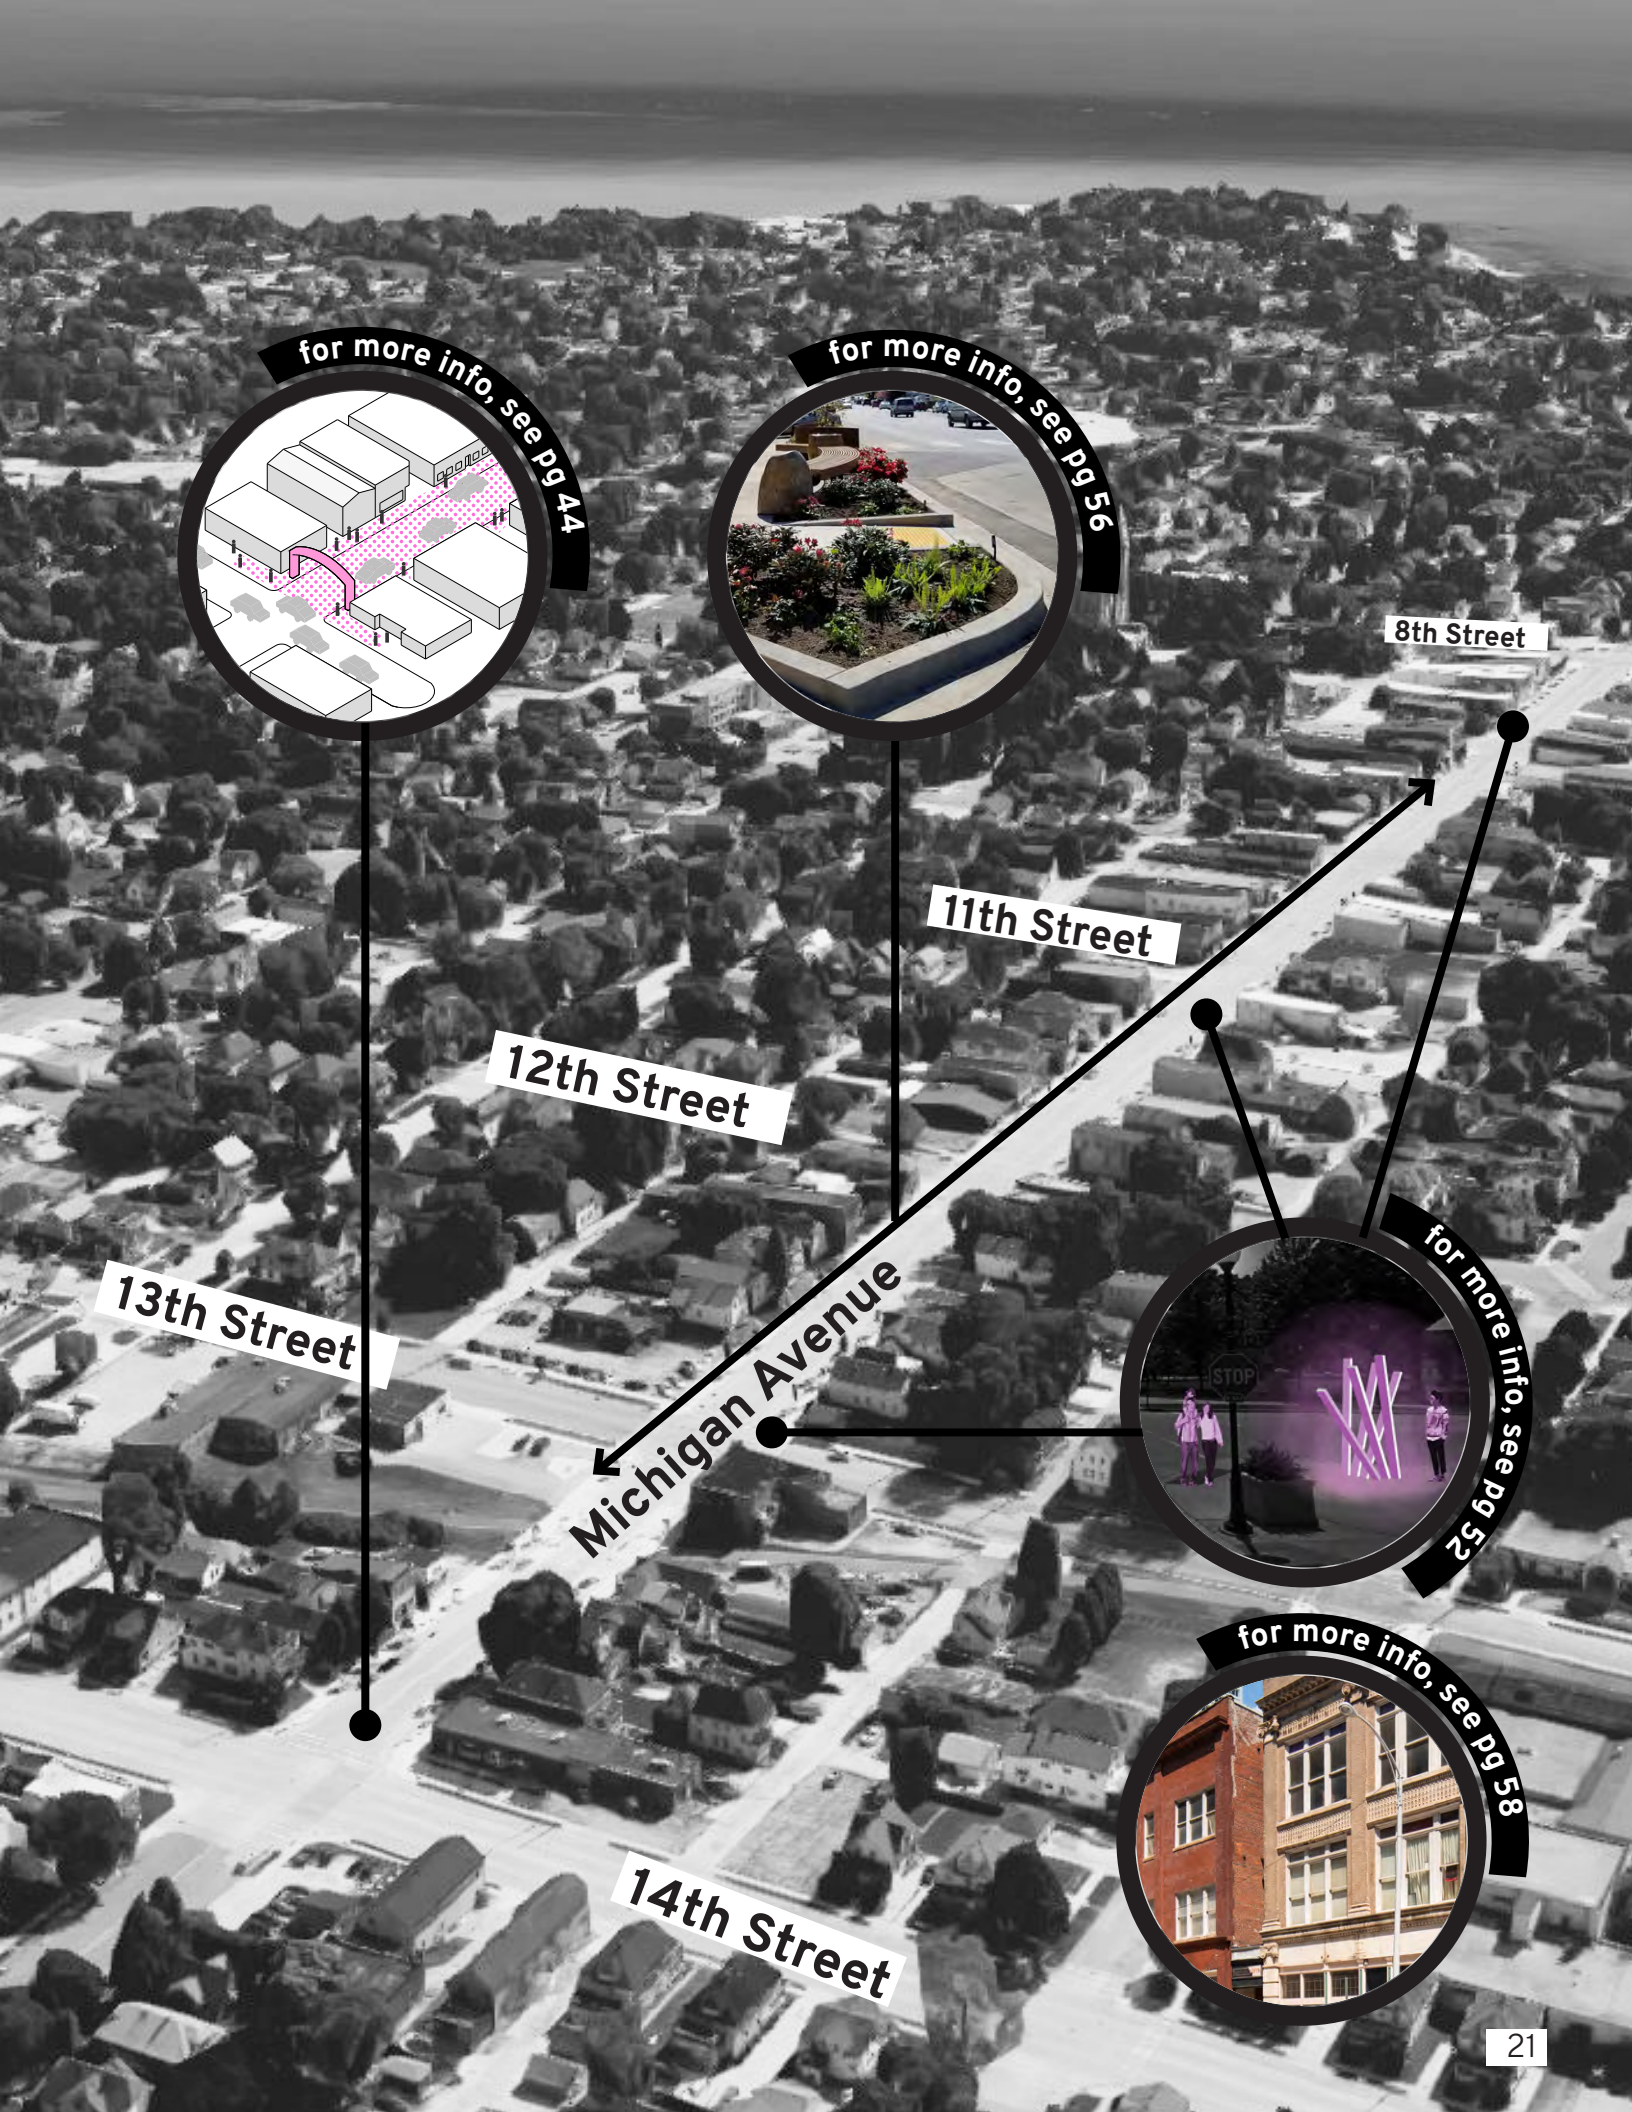 for more info, see pg 44
for more info, see pg 56
8th Street
11th Street
12th Street
13th Street
Michigan Avenue
for more info, see pg 52
STOP
for more info, see pg 58
14th Street
21